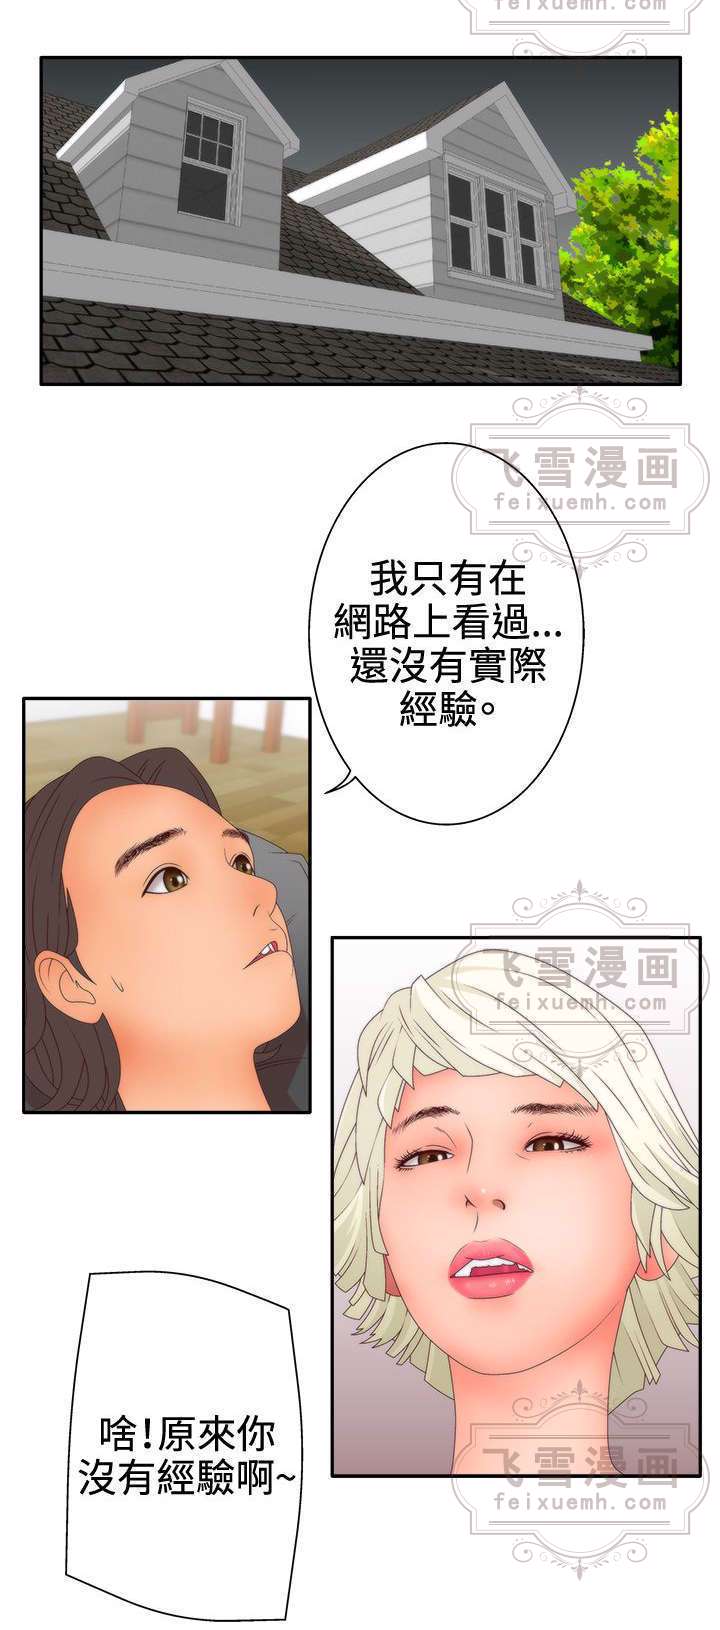 feixuemh.com
飞雪漫画
feixuemh.com
我只有在
網路上看過...
還沒有實際
經驗。
飞雪漫画
feixuemh.com
啥!原來你
沒有經驗啊~
飞雪漫画
feixuemh.com